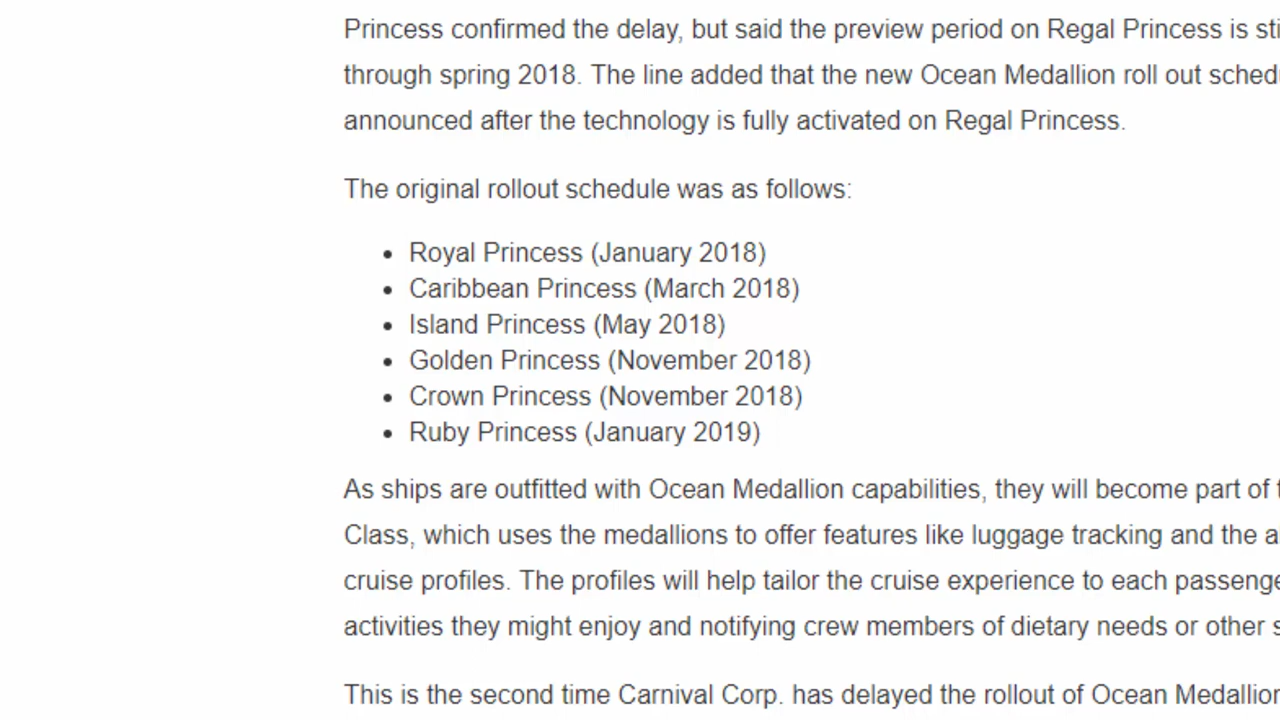 Princess confirmed the delay, but said the preview period on Regal Princess is
through spring 2018. The line added that the new Ocean Medallion roll out
announced after the technology is fully activated on Regal Princess.
The original rollout schedule was as follows:
• Royal Princess (January 2018)
• Caribbean Princess (March 2018)
• Island Princess (May 2018)
• Golden Princess (November 2018)
• Crown Princess (November 2018)
• Ruby Princess (January 2019)
As ships are outfitted with Ocean Medallion capabilities, they will become part of
Class, which uses the medallions to offer features like luggage tracking and the
cruise profiles. The profiles will help tailor the cruise experience to each
activities they might enjoy and notifying crew members of dietary needs or other
This is the second time Carnival Corp. has delayed the rollout of Ocean Medallion